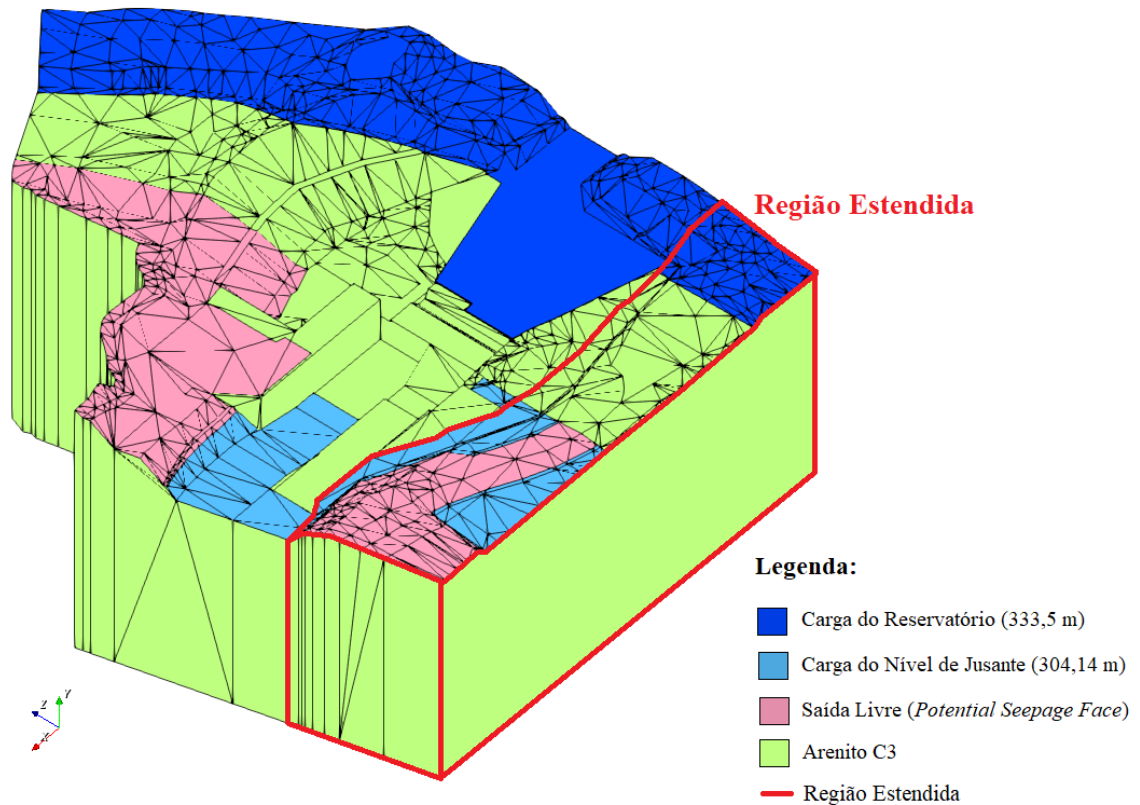 Região Estendida
Legenda:
Carga do Reservatório (333,5 m)
Carga do Nível de Jusante (304,14 m)
Saída Livre (Potential Seepage Face)
Arenito C3
Região Estendida
Y
Z
X